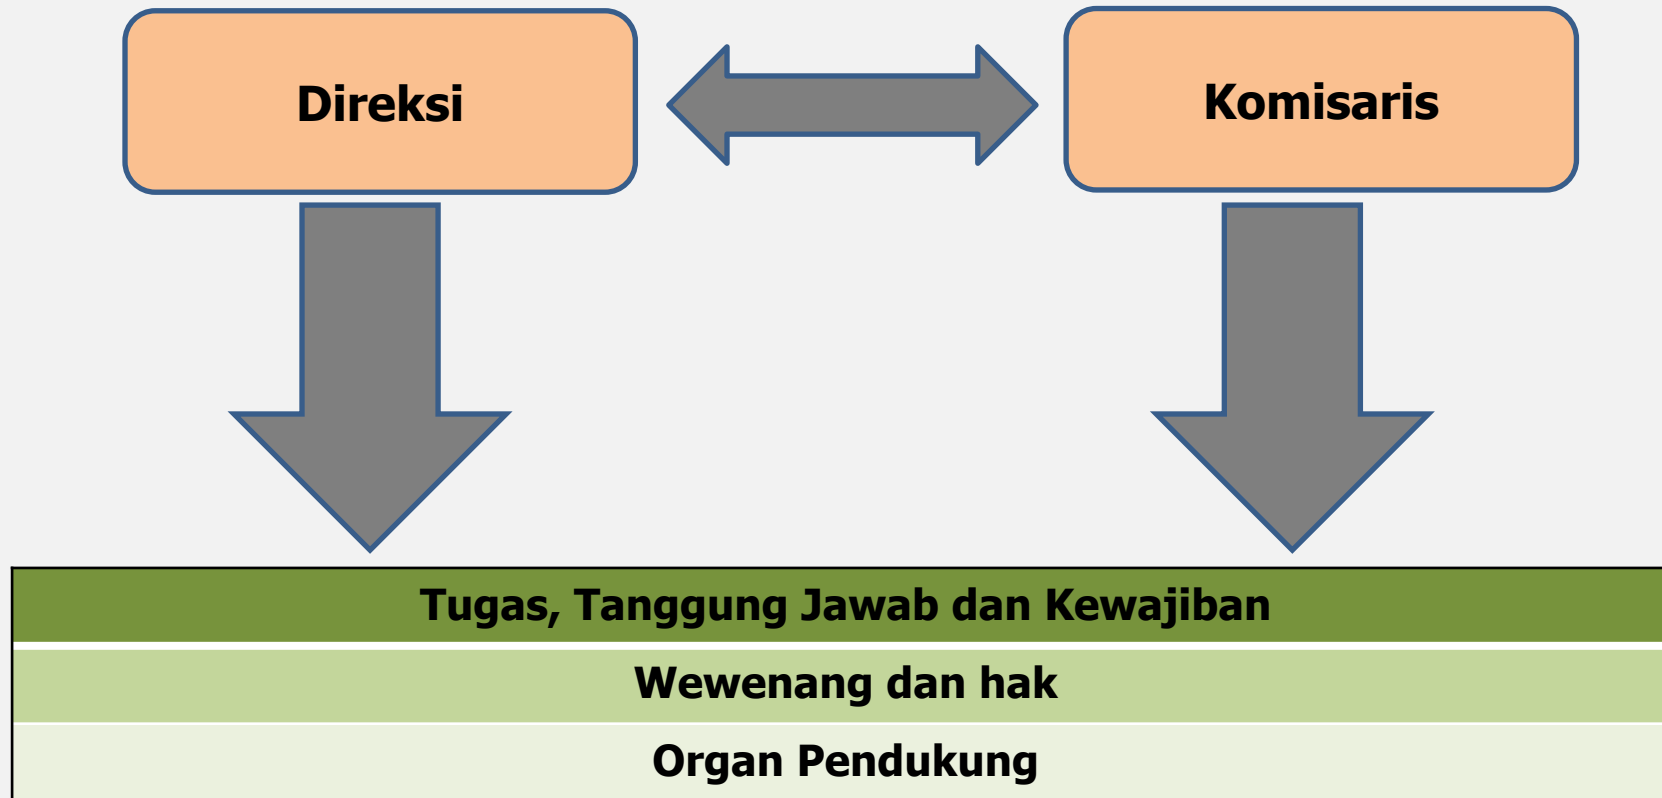 Direksi
Komisaris
Tugas, Tanggung Jawab dan Kewajiban
Wewenang dan hak
Organ Pendukung